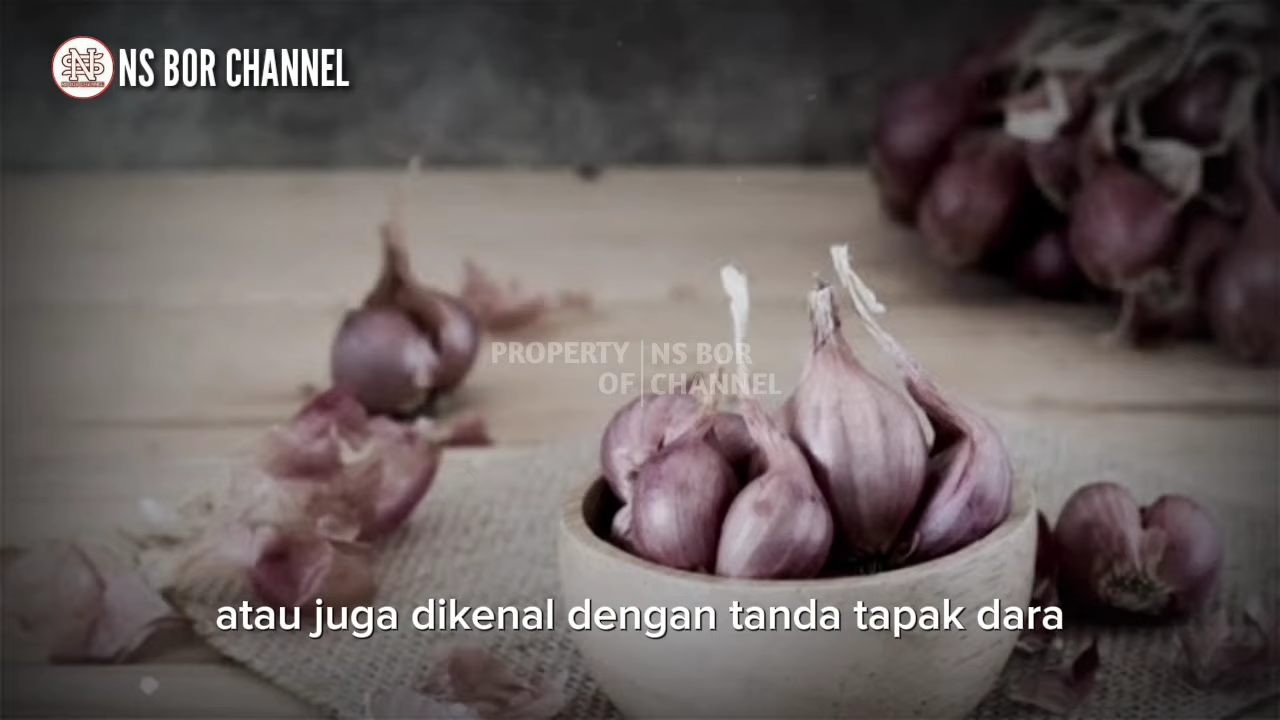 NS BOR CHANNEL
PROPERTY OF
NS BOR CHANNEL
atau juga dikenal dengan tanda tapak dara